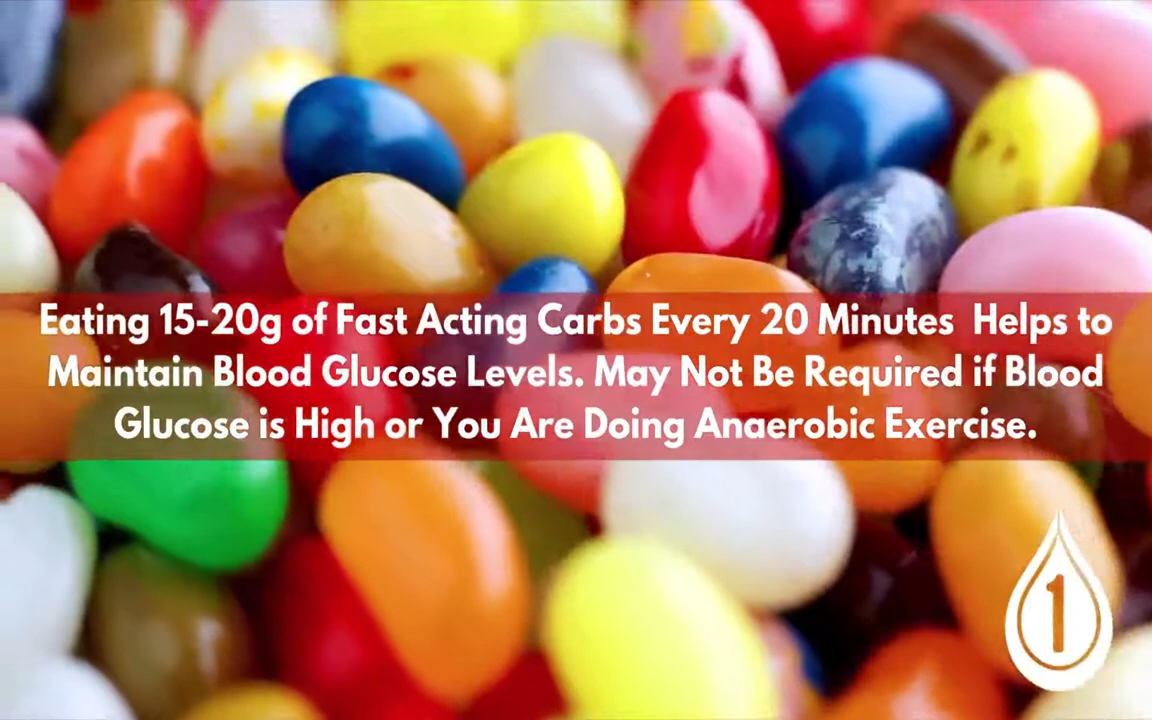 Eating 15-20g of Fast Acting Carbs Every 20 Minutes  Helps to
Maintain Blood Glucose Levels. May Not Be Required if Blood
Glucose is High or You Are Doing Anaerobic Exercise.
1